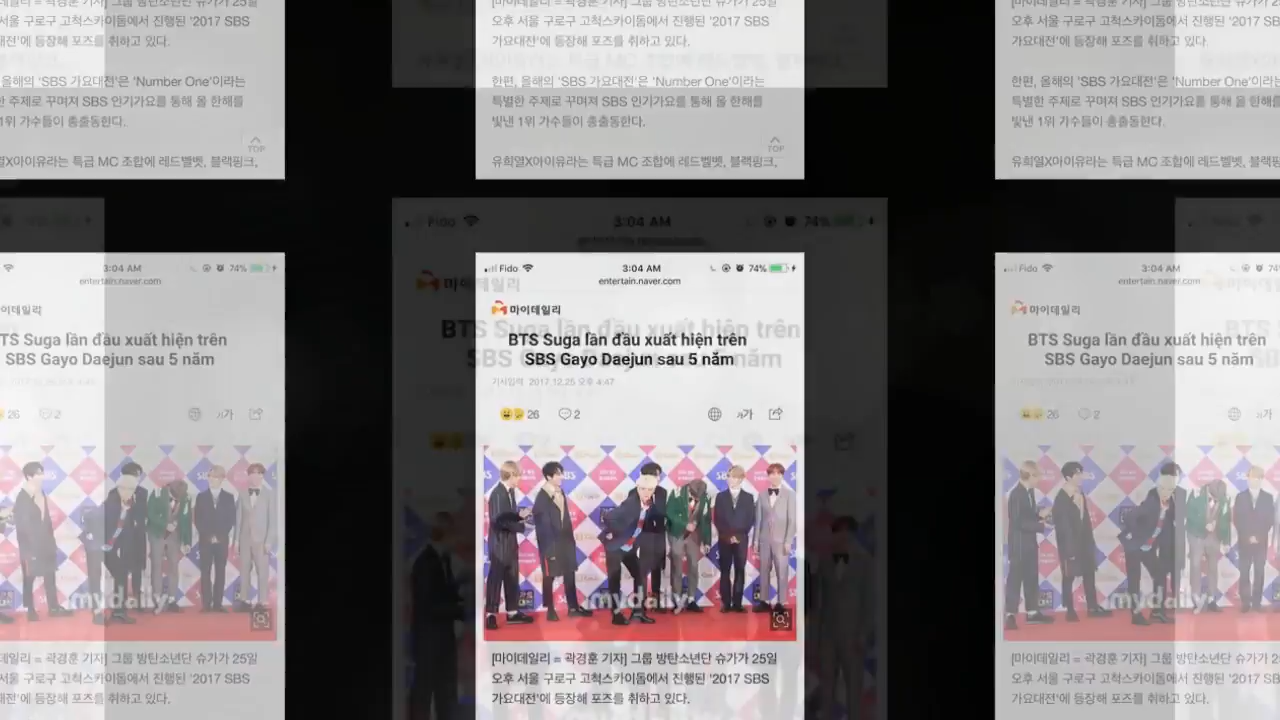 [마이데일리 = 곽경훈 기자] 그룹 방탄소년단 슈가가 25일
오후 서울 구로구 고척스카이돔에서 진행된 '2017 SBS
가요대전'에 등장해 포즈를 취하고 있다.
한편, 올해의 'SBS 가요대전'은 'Number One'이라는
특별한 주제로 꾸며져 SBS 인기가요를 통해 올 한해를
빛낸 1위 가수들이 총출동한다.
TOP
유희열X아이유라는 특급 MC 조합에 레드벨벳, 블랙핑크,
Fido 3:04 AM 74%
entertain.naver.com
마이데일리
BTS Suga lần đầu xuất hiện trên
SBS Gayo Daejun sau 5 năm
기사입력 2017.12.25 오후 4:47
26 2 가
mydaily
[마이데일리 = 곽경훈 기자] 그룹 방탄소년단 슈가가 25일
오후 서울 구로구 고척스카이돔에서 진행된 '2017 SBS
가요대전'에 등장해 포즈를 취하고 있다.